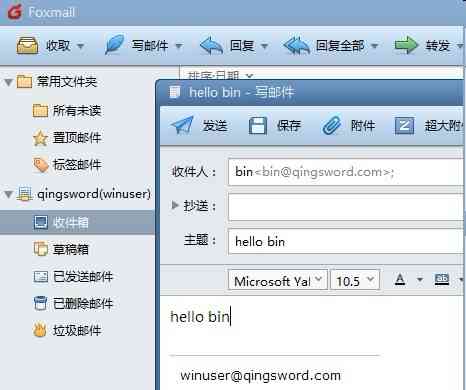 Foxmail
收取 写邮件 回复 回复全部 转发
常用文件夹
所有未读
置顶邮件
标签邮件
qingsword(winuser)
收件箱
草稿箱
已发送邮件
已删除邮件
垃圾邮件
排序:日期
hello bin - 写邮件
发送 保存 附件 超大附
收件人： bin<bin@qingsword.com>;
抄送：
主题： hello bin
Microsoft Yal 10.5 A ab
hello bin
winuser@qingsword.com